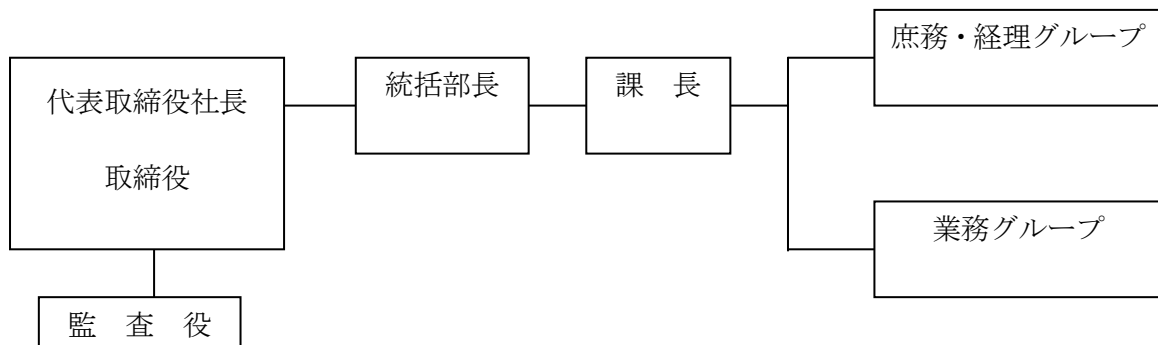 代表取締役社長
取締役
監 査 役
統括部長
課 長
庶務・経理グループ
業務グループ